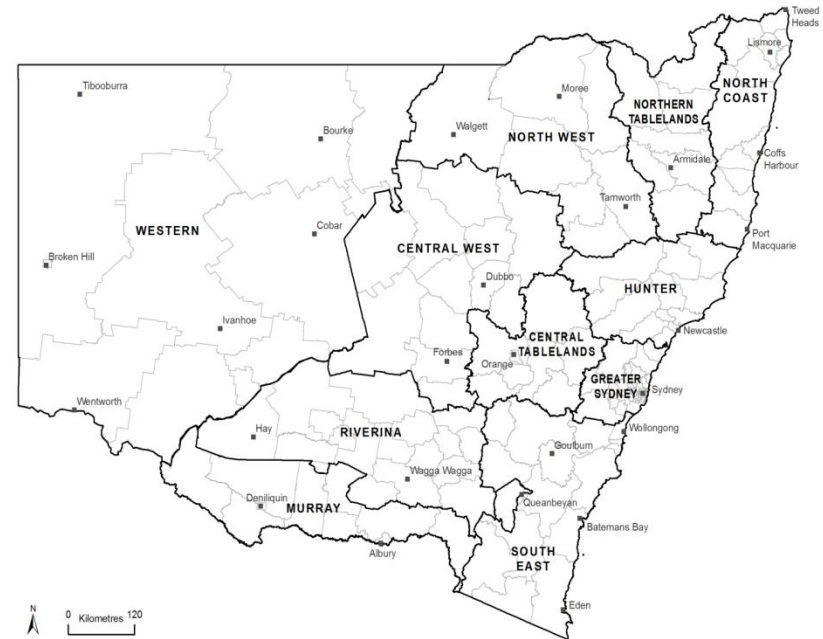 Tweed
Heads
Lismore
NORTH
COAST
Tibooburra
Moree
NORTHERN
TABLELANDS
Bourke
Walgett
NORTH WEST
Coffs
Harbour
Armidale
Tamworth
WESTERN
Cobar
CENTRAL WEST
Port
Macquarie
Broken Hill
Dubbo
HUNTER
Ivanhoe
Newcastle
CENTRAL
TABLELANDS
Forbes
Orange
GREATER
SYDNEY
Sydney
Wentworth
Hay
RIVERINA
Wollongong
Goulburn
Wagga Wagga
Deniliquin
MURRAY
Queanbeyan
Batemans Bay
Albury
SOUTH
EAST
Eden
N
0 Kilometres 120